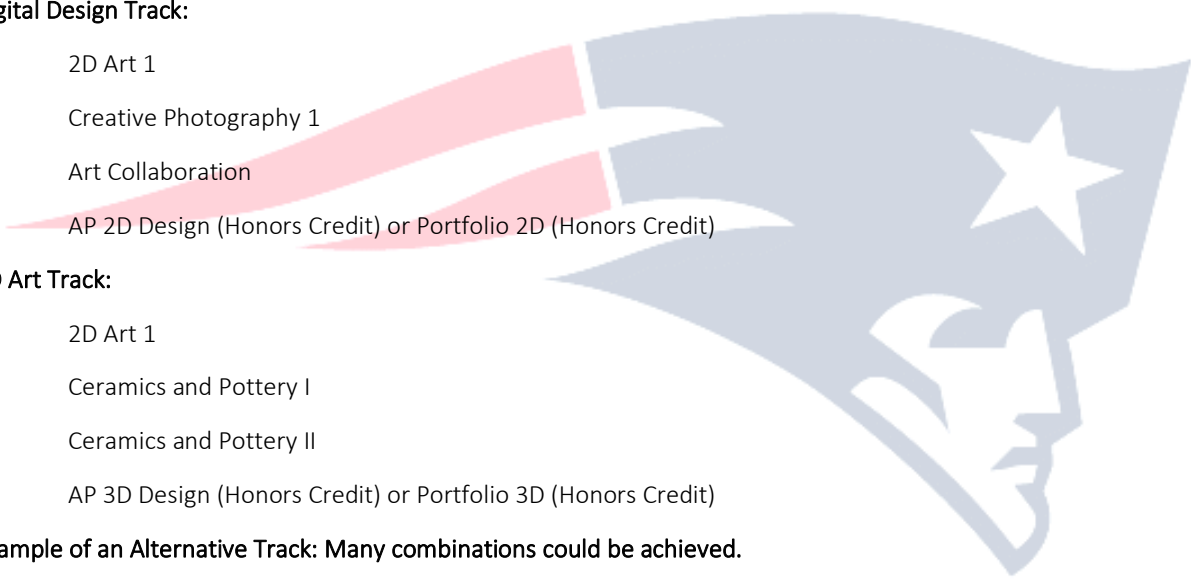 gital Design Track:
2D Art 1
Creative Photography 1
Art Collaboration
AP 2D Design (Honors Credit) or Portfolio 2D (Honors Credit)
Art Track:
2D Art 1
Ceramics and Pottery I
Ceramics and Pottery II
AP 3D Design (Honors Credit) or Portfolio 3D (Honors Credit)
ample of an Alternative Track: Many combinations could be achieved.